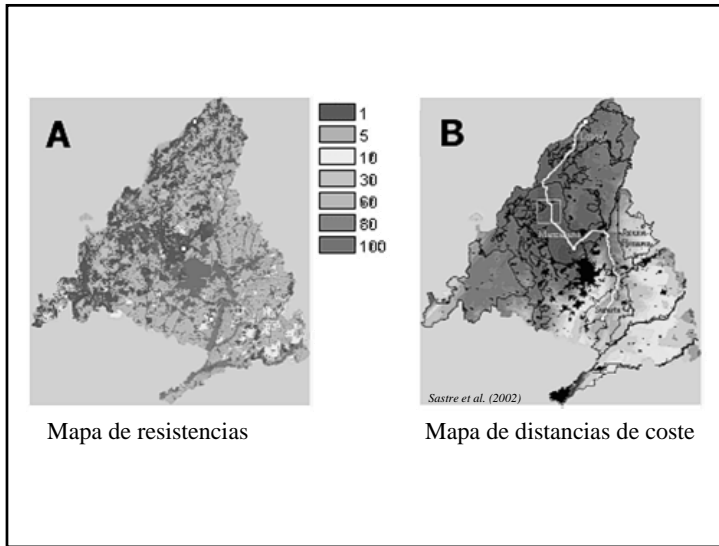 A
1
5
10
30
60
80
100
B
Sastre et al. (2002)
Mapa de resistencias
Mapa de distancias de coste